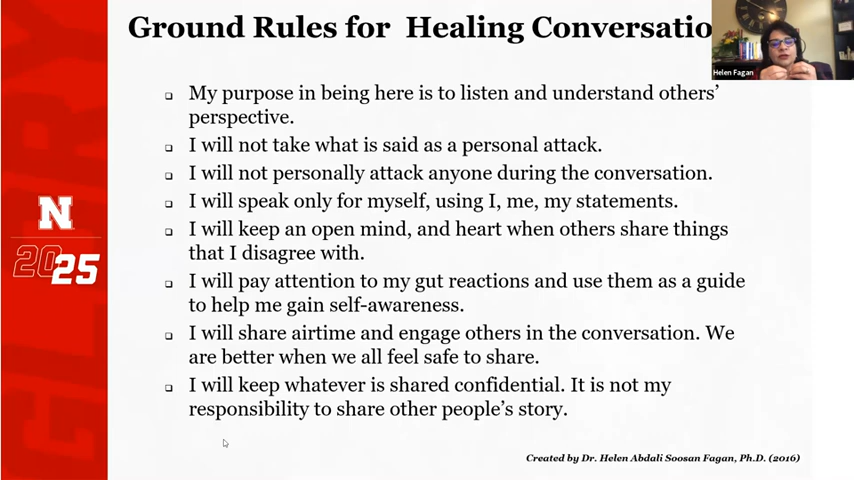 Ground Rules for Healing Conversatio
Helen Fagan
My purpose in being here is to listen and understand others'
perspective.
I will not take what is said as a personal attack.
I will not personally attack anyone during the conversation.
I will speak only for myself, using I, me, my statements.
I will keep an open mind, and heart when others share things
that I disagree with.
I will pay attention to my gut reactions and use them as a guide
to help me gain self-awareness.
I will share airtime and engage others in the conversation. We
are better when we all feel safe to share.
I will keep whatever is shared confidential. It is not my
responsibility to share other people's story.
N
2025
GLORY
Created by Dr. Helen Abdali Soosan Fagan, Ph.D. (2016)